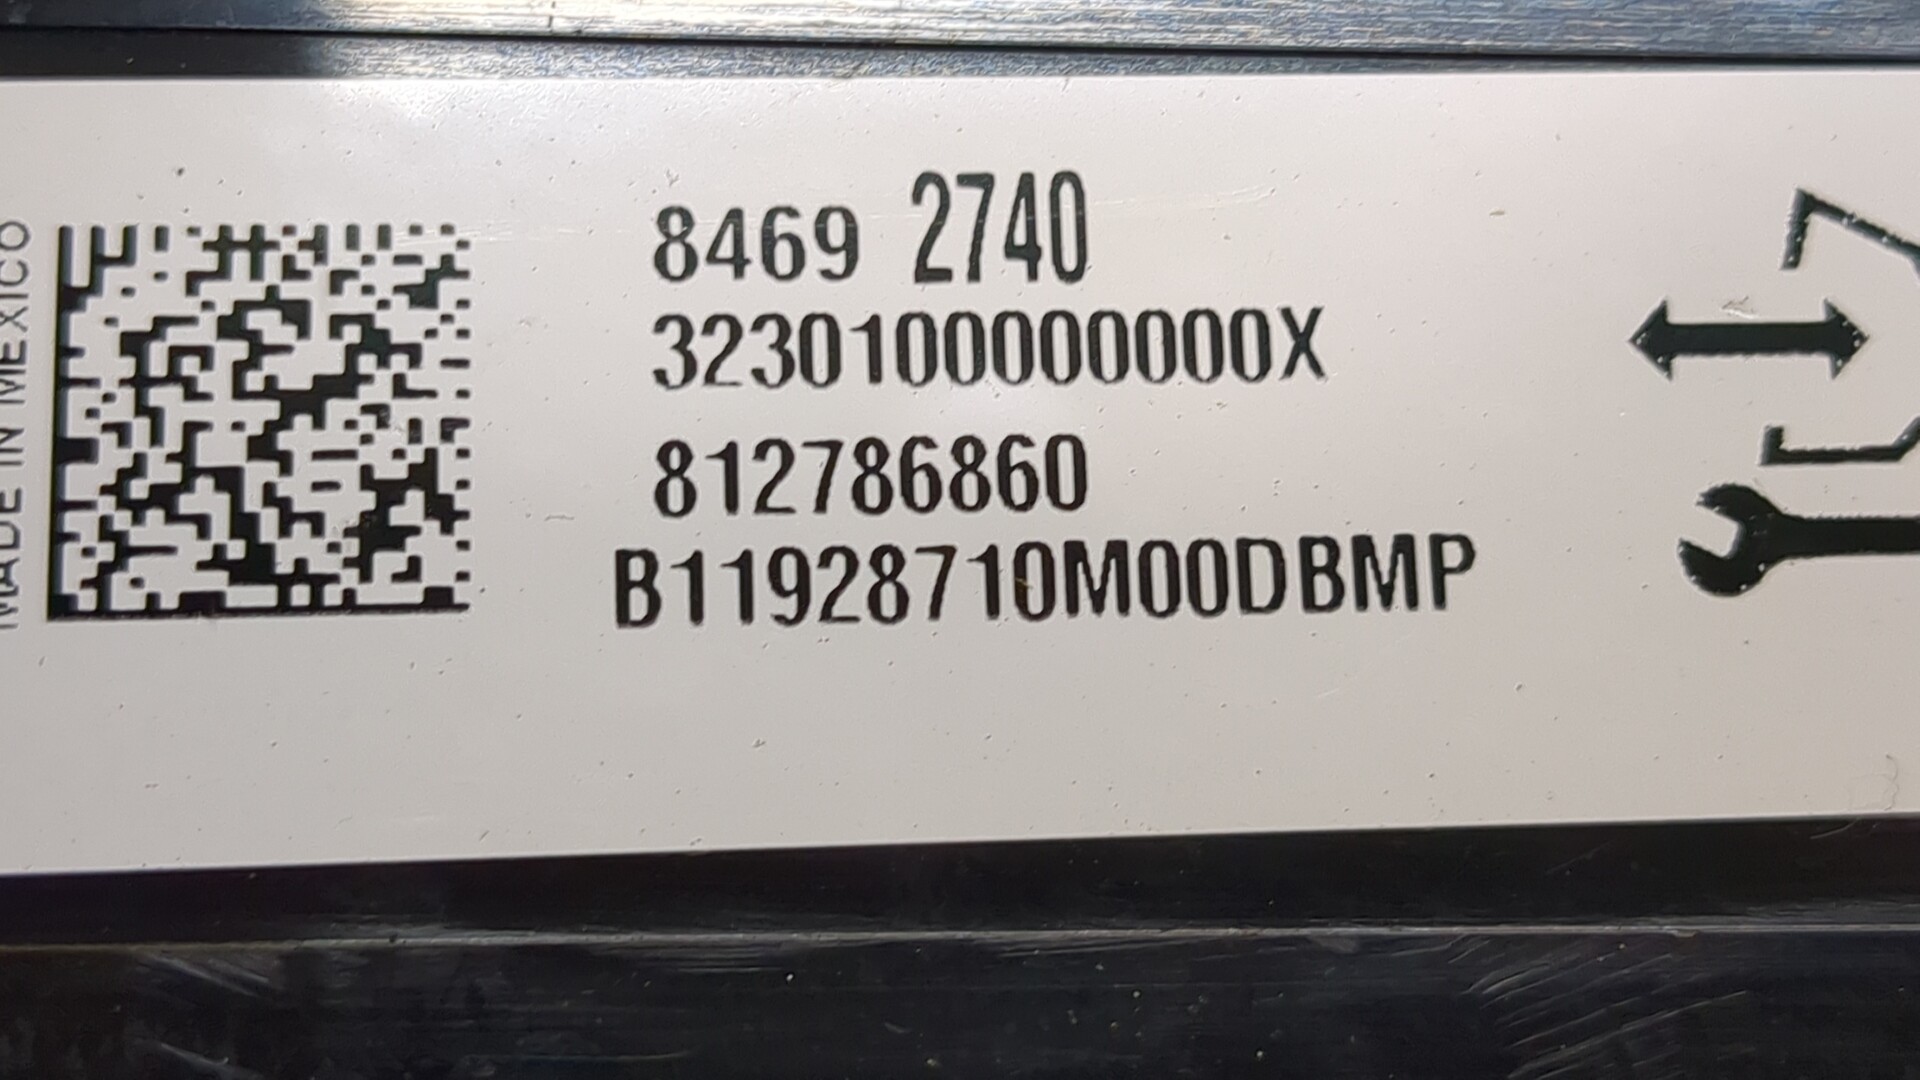 MADE IN MEXICO
8469 2740
3230100000000X
812786860
B11928710M00DBMP